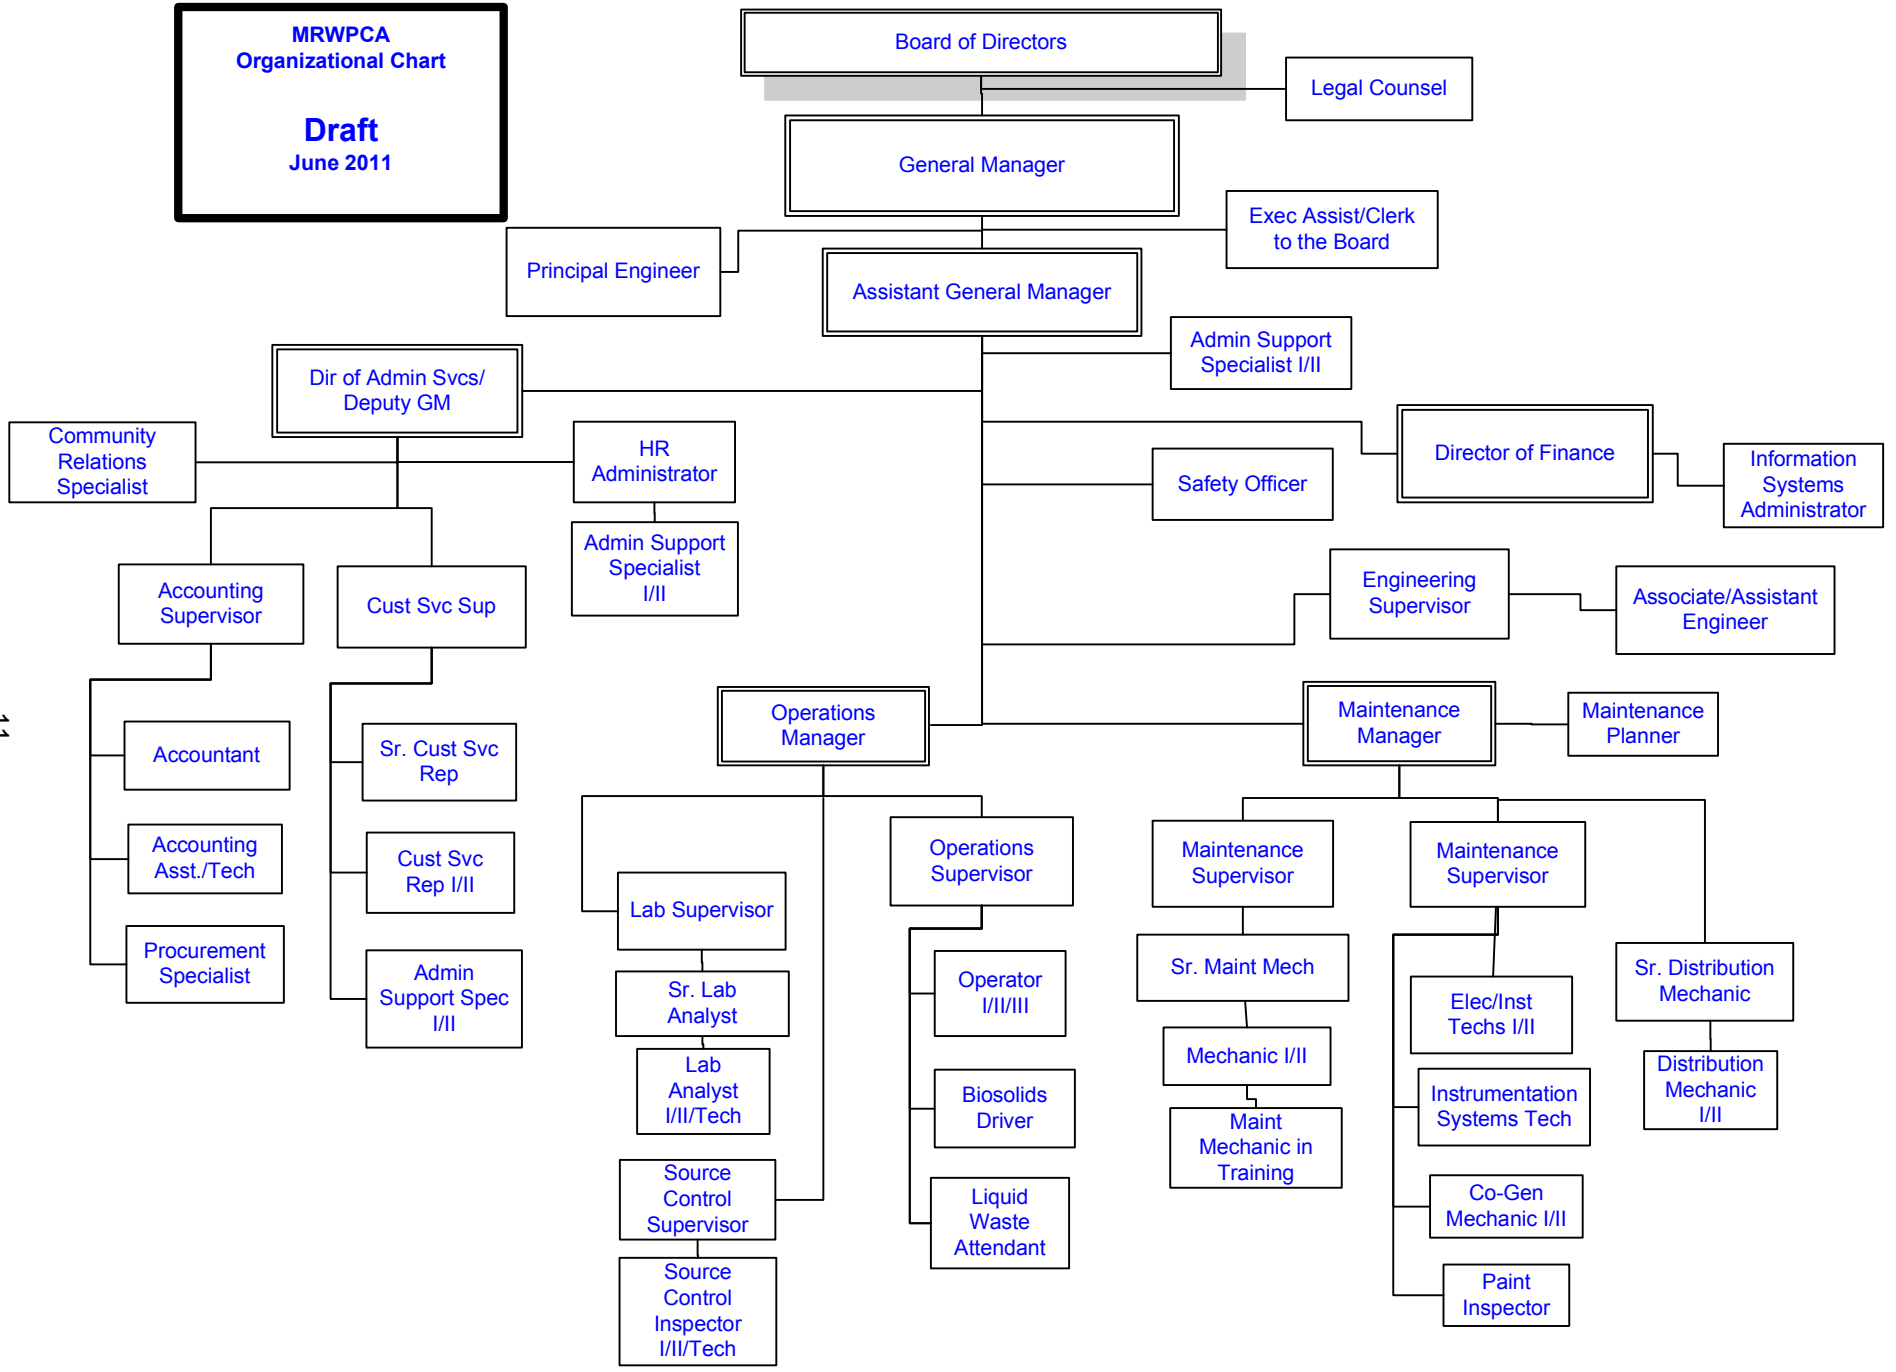 MRWPCA
Organizational Chart
Draft
June 2011
Board of Directors
Legal Counsel
General Manager
Exec Assist/Clerk
to the Board
Principal Engineer
Assistant General Manager
Admin Support
Specialist I/II
Dir of Admin Svcs/
Deputy GM
Community
Relations
Specialist
HR
Administrator
Director of Finance
Safety Officer
Information
Systems
Administrator
Admin Support
Specialist
I/II
Accounting
Supervisor
Cust Svc Sup
Engineering
Supervisor
Associate/Assistant
Engineer
Operations
Manager
Maintenance
Manager
Maintenance
Planner
11
Accountant
Accounting
Asst./Tech
Procurement
Specialist
Sr. Cust Svc
Rep
Cust Svc
Rep I/II
Admin
Support Spec
I/II
Lab Supervisor
Sr. Lab
Analyst
Lab
Analyst
I/II/Tech
Source
Control
Supervisor
Source
Control
Inspector
I/II/Tech
Operations
Supervisor
Operator
I/II/III
Biosolids
Driver
Liquid
Waste
Attendant
Maintenance
Supervisor
Sr. Maint Mech
Mechanic I/II
Maint
Mechanic in
Training
Maintenance
Supervisor
Elec/Inst
Techs I/II
Instrumentation
Systems Tech
Co-Gen
Mechanic I/II
Paint
Inspector
Sr. Distribution
Mechanic
Distribution
Mechanic
I/II